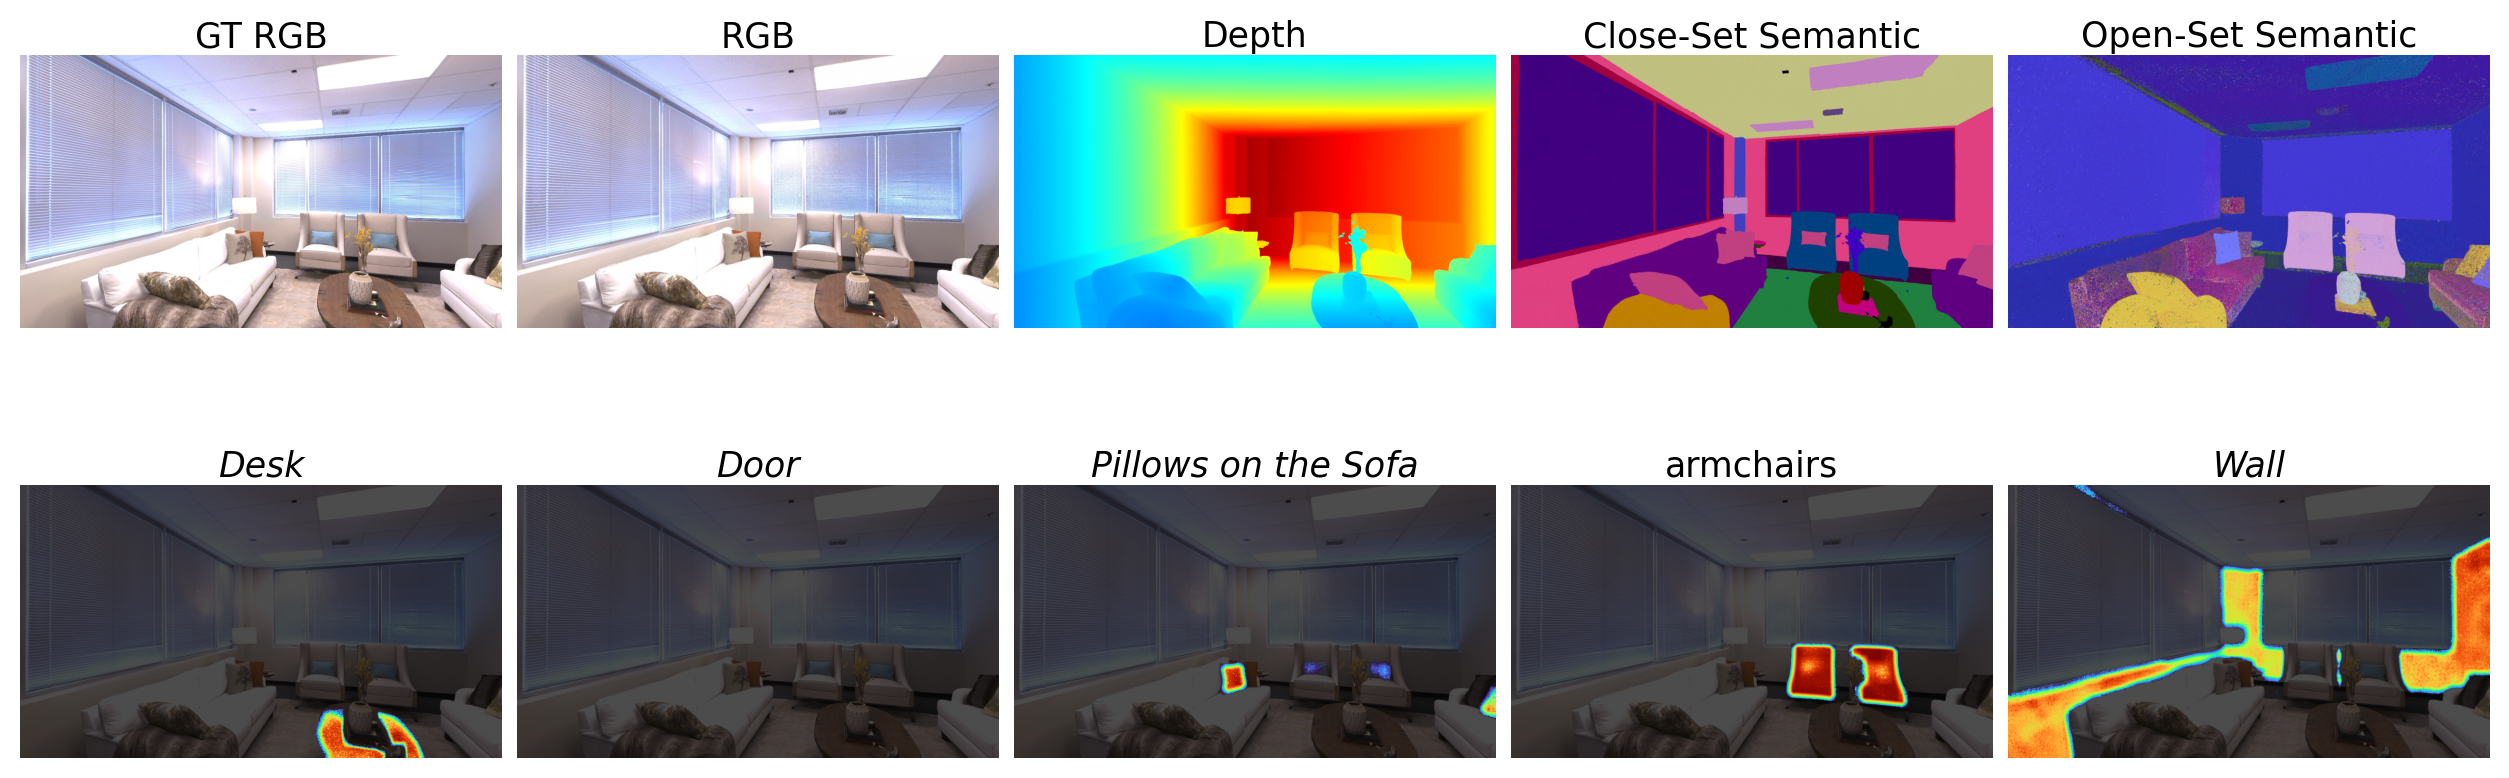 GT RGB
RGB
Depth
Close-Set Semantic
Open-Set Semantic
Desk
Door
Pillows on the Sofa
armchairs
Wall